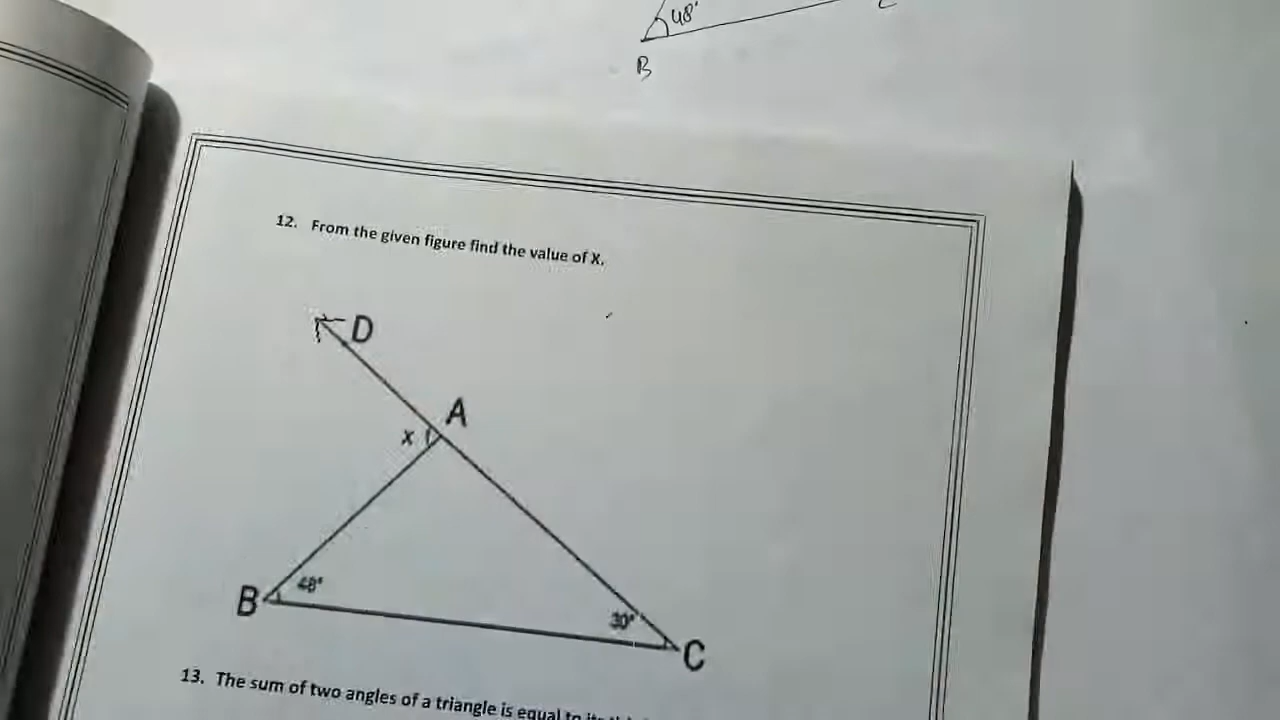 48°
B
12. From the given figure find the value of X.
D
A
x
B
48°
30°
C
13. The sum of two angles of a triangle is equal to its